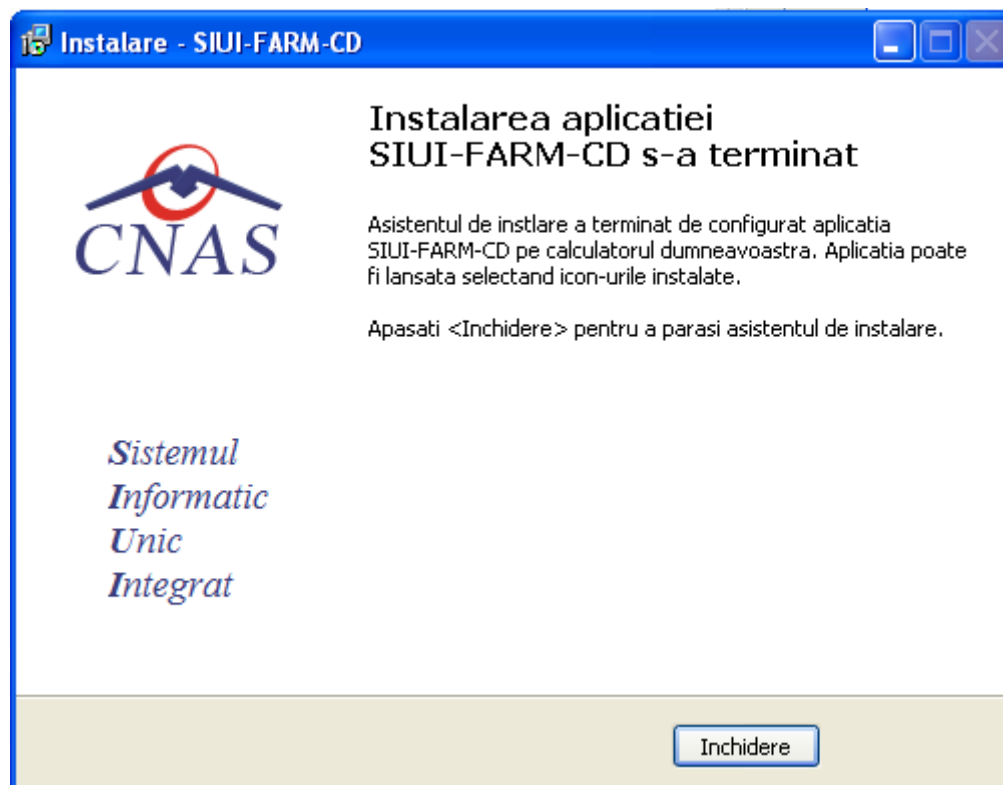 Instalare - SIUI-FARM-CD
Instalarea aplicatiei
SIUI-FARM-CD s-a terminat
CNAS
Asistentul de instlare a terminat de configurat aplicatia
SIUI-FARM-CD pe calculatorul dumneavoastra. Aplicatia poate
fi lansata selectand icon-urile instalate.
Apasati <Inchidere> pentru a parasi asistentul de instalare.
Sistemul
Informatic
Unic
Integrat
Inchidere